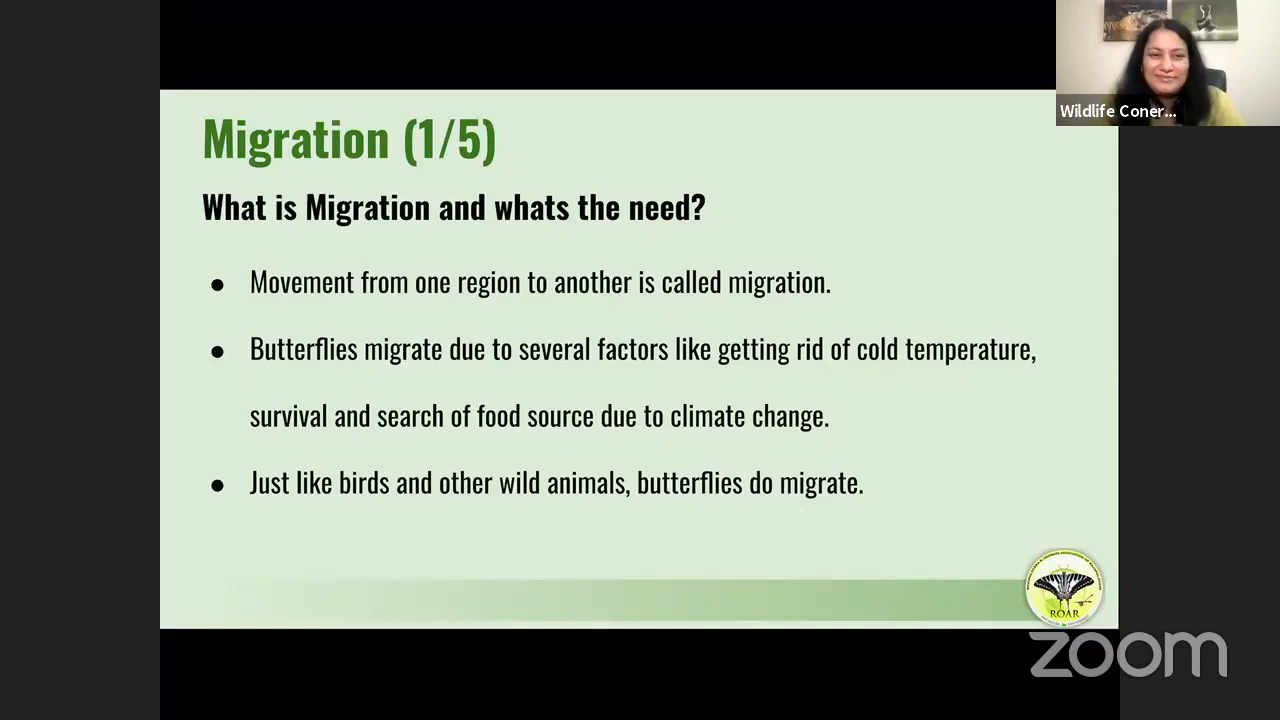 Wildlife Coner...
Migration (1/5)
What is Migration and whats the need?
● Movement from one region to another is called migration.
● Butterflies migrate due to several factors like getting rid of cold temperature,
survival and search of food source due to climate change.
● Just like birds and other wild animals, butterflies do migrate.
ROAR
zoom